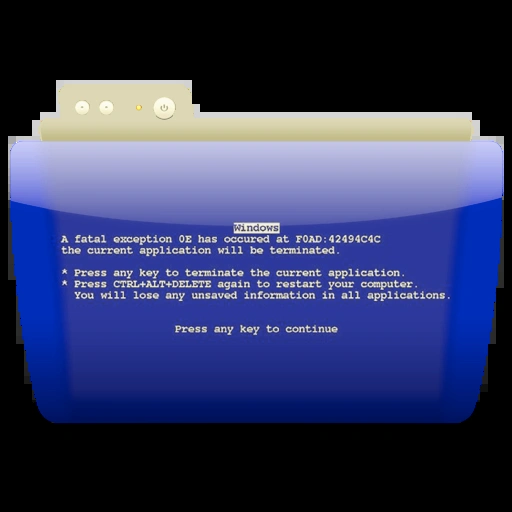 Windows
A fatal exception 0E has occured at F0AD:42494C4C
the current application will be terminated.
* Press any key to terminate the current application.
* Press CTRL+ALT+DELETE again to restart your computer.
You will lose any unsaved information in all applications.
Press any key to continue